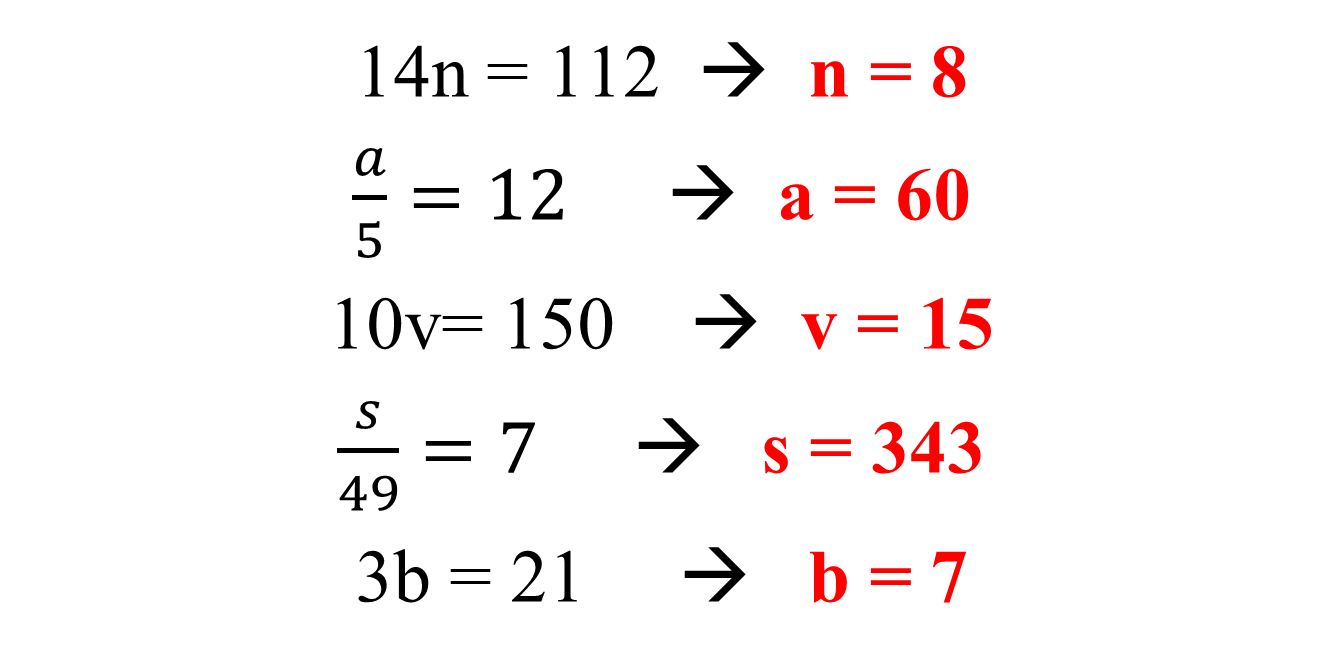 14n = 112 → n = 8
a/5 = 12 → a = 60
10v= 150 → v = 15
s/49 = 7 → s = 343
3b = 21 → b = 7